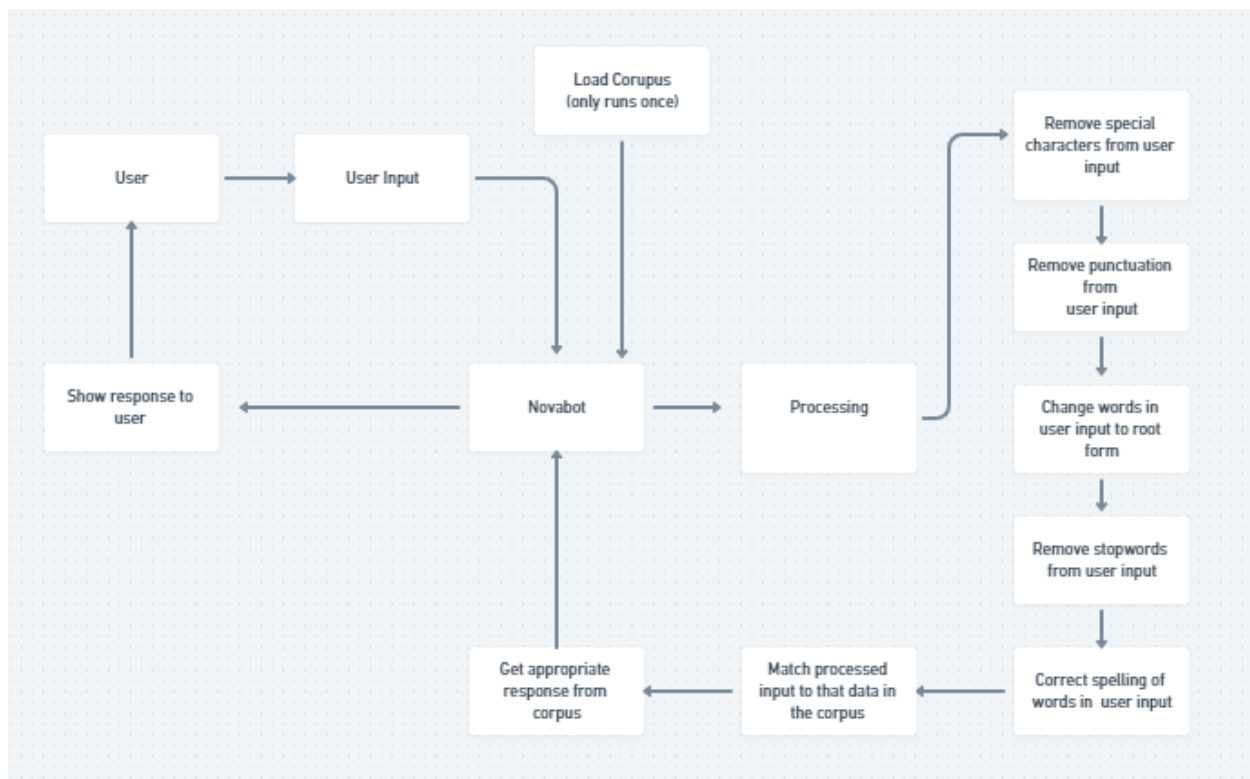 Load Corupus
(only runs once)
User
User Input
Remove special
characters from user
input
Remove punctuation
from
user input
Show response to
user
Novabot
Processing
Change words in
user input to root
form
Remove stopwords
from user input
Get appropriate
response from
corpus
Match processed
input to that data in
the corpus
Correct spelling of
words in user input